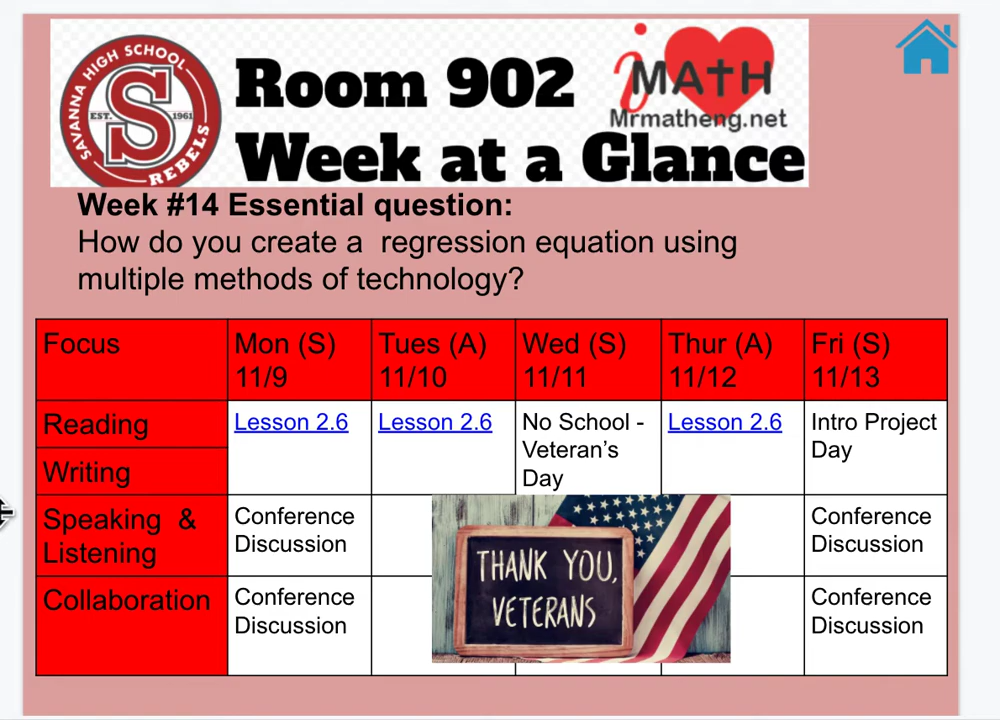 SAVANNA HIGH SCHOOL
EST. S 1961
REBELS
Room 902
Week at a Glance
iMATH
Mrmatheng.net
Week #14 Essential question:
How do you create a  regression equation using
multiple methods of technology?
Focus
Mon (S)
11/9
Tues (A)
11/10
Wed (S)
11/11
Thur (A)
11/12
Fri (S)
11/13
Reading
Lesson 2.6
Lesson 2.6
No School -
Veteran’s
Day
Lesson 2.6
Intro Project
Day
Writing
Speaking  &
Listening
Conference
Discussion
Conference
Discussion
THANK YOU,
VETERANS
Collaboration
Conference
Discussion
Conference
Discussion